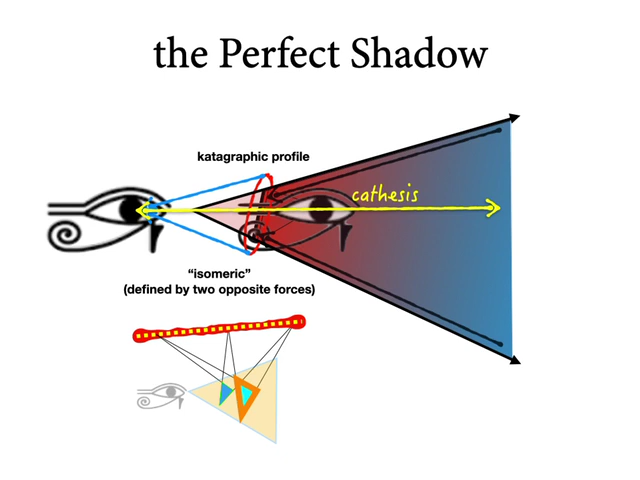 the Perfect Shadow
katagraphic profile
cathesis
“isomeric”
(defined by two opposite forces)